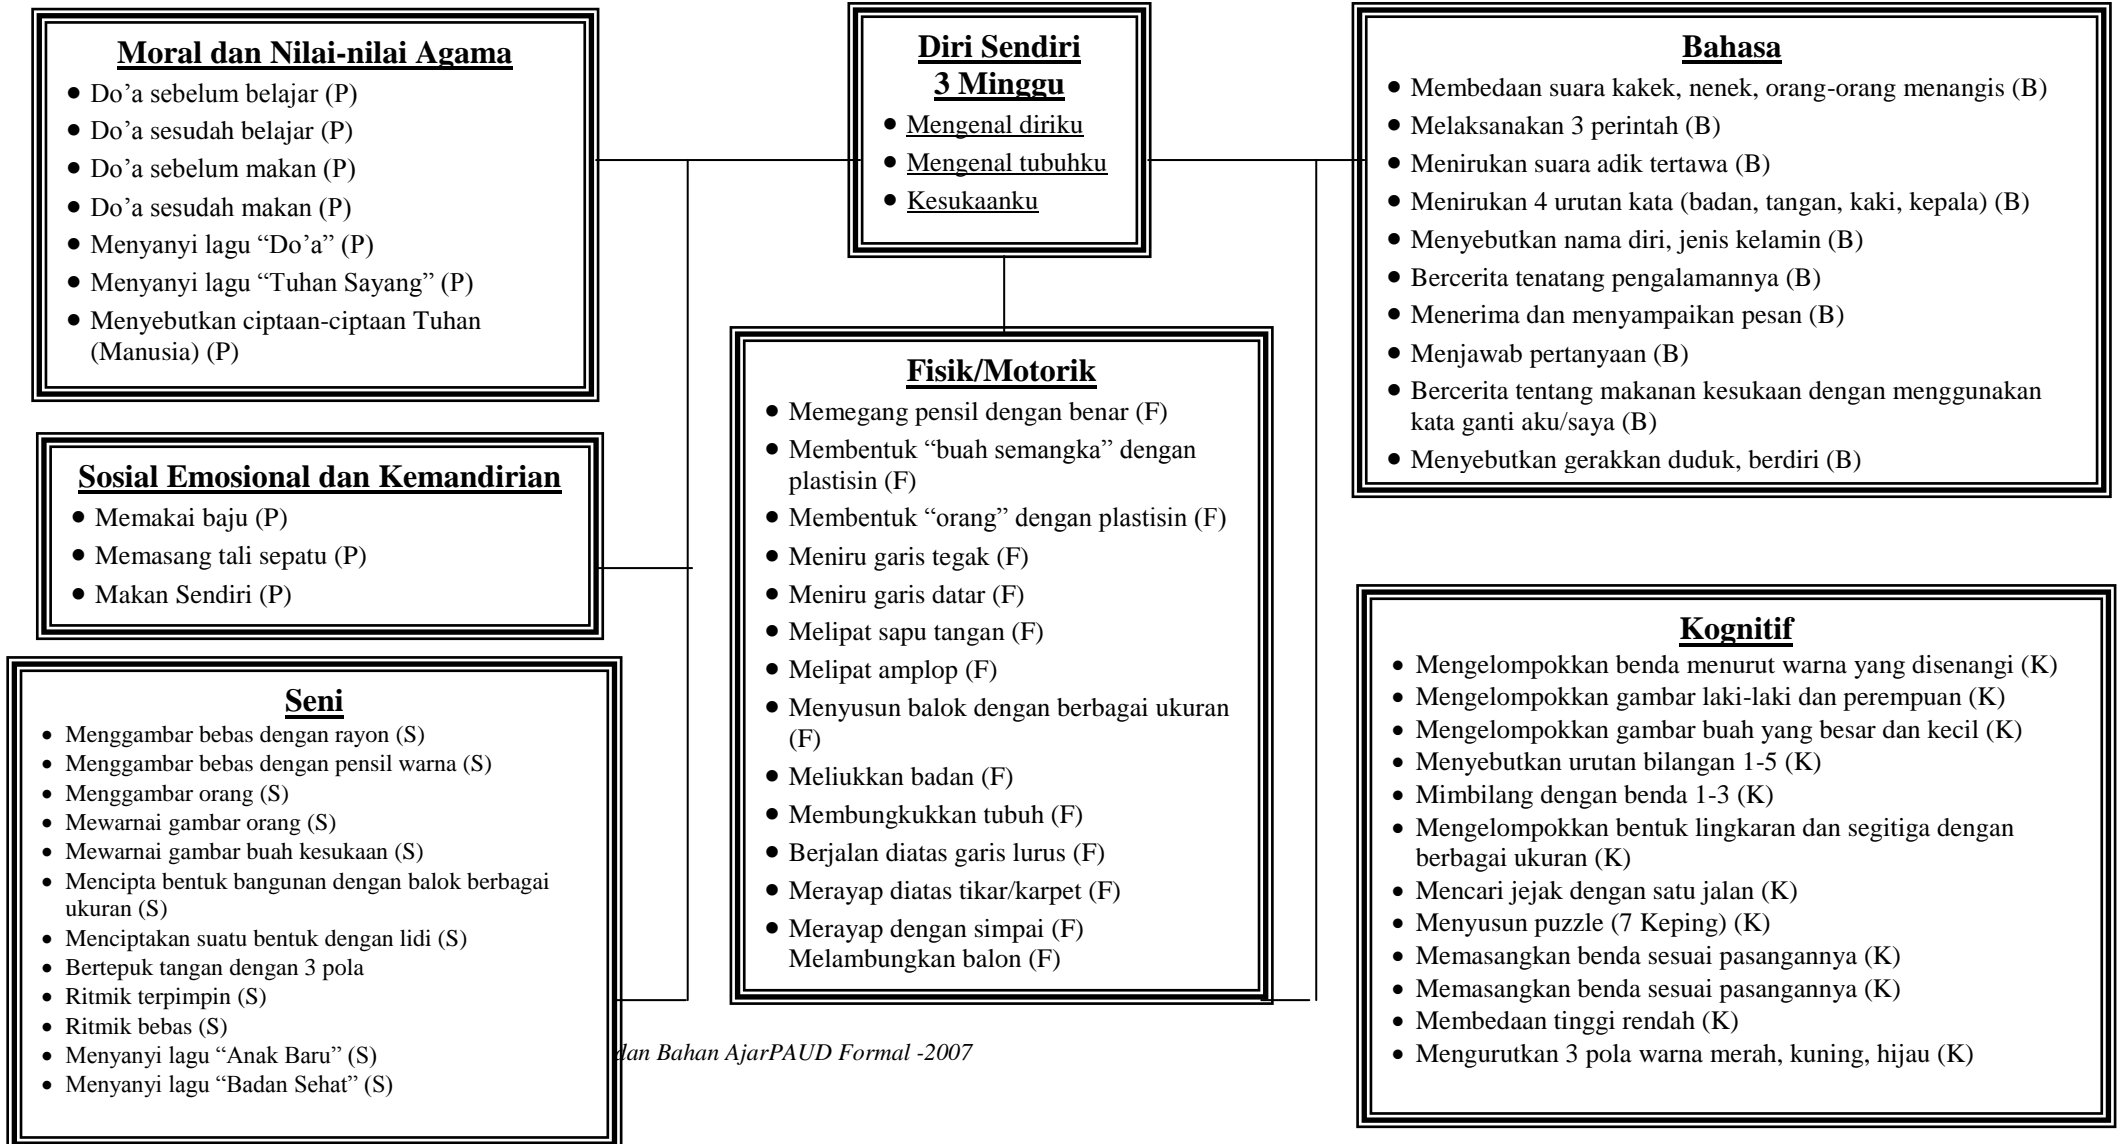 Moral dan Nilai-nilai Agama
• Do’a sebelum belajar (P)
• Do’a sesudah belajar (P)
• Do’a sebelum makan (P)
• Do’a sesudah makan (P)
• Menyanyi lagu “Do’a” (P)
• Menyanyi lagu “Tuhan Sayang” (P)
• Menyebutkan ciptaan-ciptaan Tuhan
(Manusia) (P)
Sosial Emosional dan Kemandirian
• Memakai baju (P)
• Memasang tali sepatu (P)
• Makan Sendiri (P)
Seni
• Menggambar bebas dengan rayon (S)
• Menggambar bebas dengan pensil warna (S)
• Menggambar orang (S)
• Mewarnai gambar orang (S)
• Mewarnai gambar buah kesukaan (S)
• Mencipta bentuk bangunan dengan balok berbagai
ukuran (S)
• Menciptakan suatu bentuk dengan lidi (S)
• Bertepuk tangan dengan 3 pola
• Ritmik terpimpin (S)
• Ritmik bebas (S)
• Menyanyi lagu “Anak Baru” (S)
• Menyanyi lagu “Badan Sehat” (S)
Diri Sendiri
3 Minggu
• Mengenal diriku
• Mengenal tubuhku
• Kesukaanku
Fisik/Motorik
• Memegang pensil dengan benar (F)
• Membentuk “buah semangka” dengan
plastisin (F)
• Membentuk “orang” dengan plastisin (F)
• Meniru garis tegak (F)
• Meniru garis datar (F)
• Melipat sapu tangan (F)
• Melipat amplop (F)
• Menyusun balok dengan berbagai ukuran
(F)
• Meliukkan badan (F)
• Membungkukkan tubuh (F)
• Berjalan diatas garis lurus (F)
• Merayap diatas tikar/karpet (F)
• Merayap dengan simpai (F)
Melambungkan balon (F)
dan Bahan AjarPAUD Formal -2007
Bahasa
• Membedaan suara kakek, nenek, orang-orang menangis (B)
• Melaksanakan 3 perintah (B)
• Menirukan suara adik tertawa (B)
• Menirukan 4 urutan kata (badan, tangan, kaki, kepala) (B)
• Menyebutkan nama diri, jenis kelamin (B)
• Bercerita tenatang pengalamannya (B)
• Menerima dan menyampaikan pesan (B)
• Menjawab pertanyaan (B)
• Bercerita tentang makanan kesukaan dengan menggunakan
kata ganti aku/saya (B)
• Menyebutkan gerakkan duduk, berdiri (B)
Kognitif
• Mengelompokkan benda menurut warna yang disenangi (K)
• Mengelompokkan gambar laki-laki dan perempuan (K)
• Mengelompokkan gambar buah yang besar dan kecil (K)
• Menyebutkan urutan bilangan 1-5 (K)
• Mimbilang dengan benda 1-3 (K)
• Mengelompokkan bentuk lingkaran dan segitiga dengan
berbagai ukuran (K)
• Mencari jejak dengan satu jalan (K)
• Menyusun puzzle (7 Keping) (K)
• Memasangkan benda sesuai pasangannya (K)
• Memasangkan benda sesuai pasangannya (K)
• Membedaan tinggi rendah (K)
• Mengurutkan 3 pola warna merah, kuning, hijau (K)